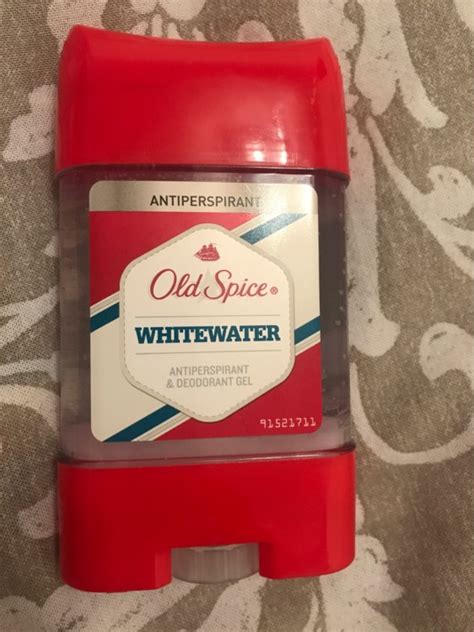 ANTIPERSPIRANT
Old Spice®
WHITEWATER
ANTIPERSPIRANT
& DEODORANT GEL
91521711